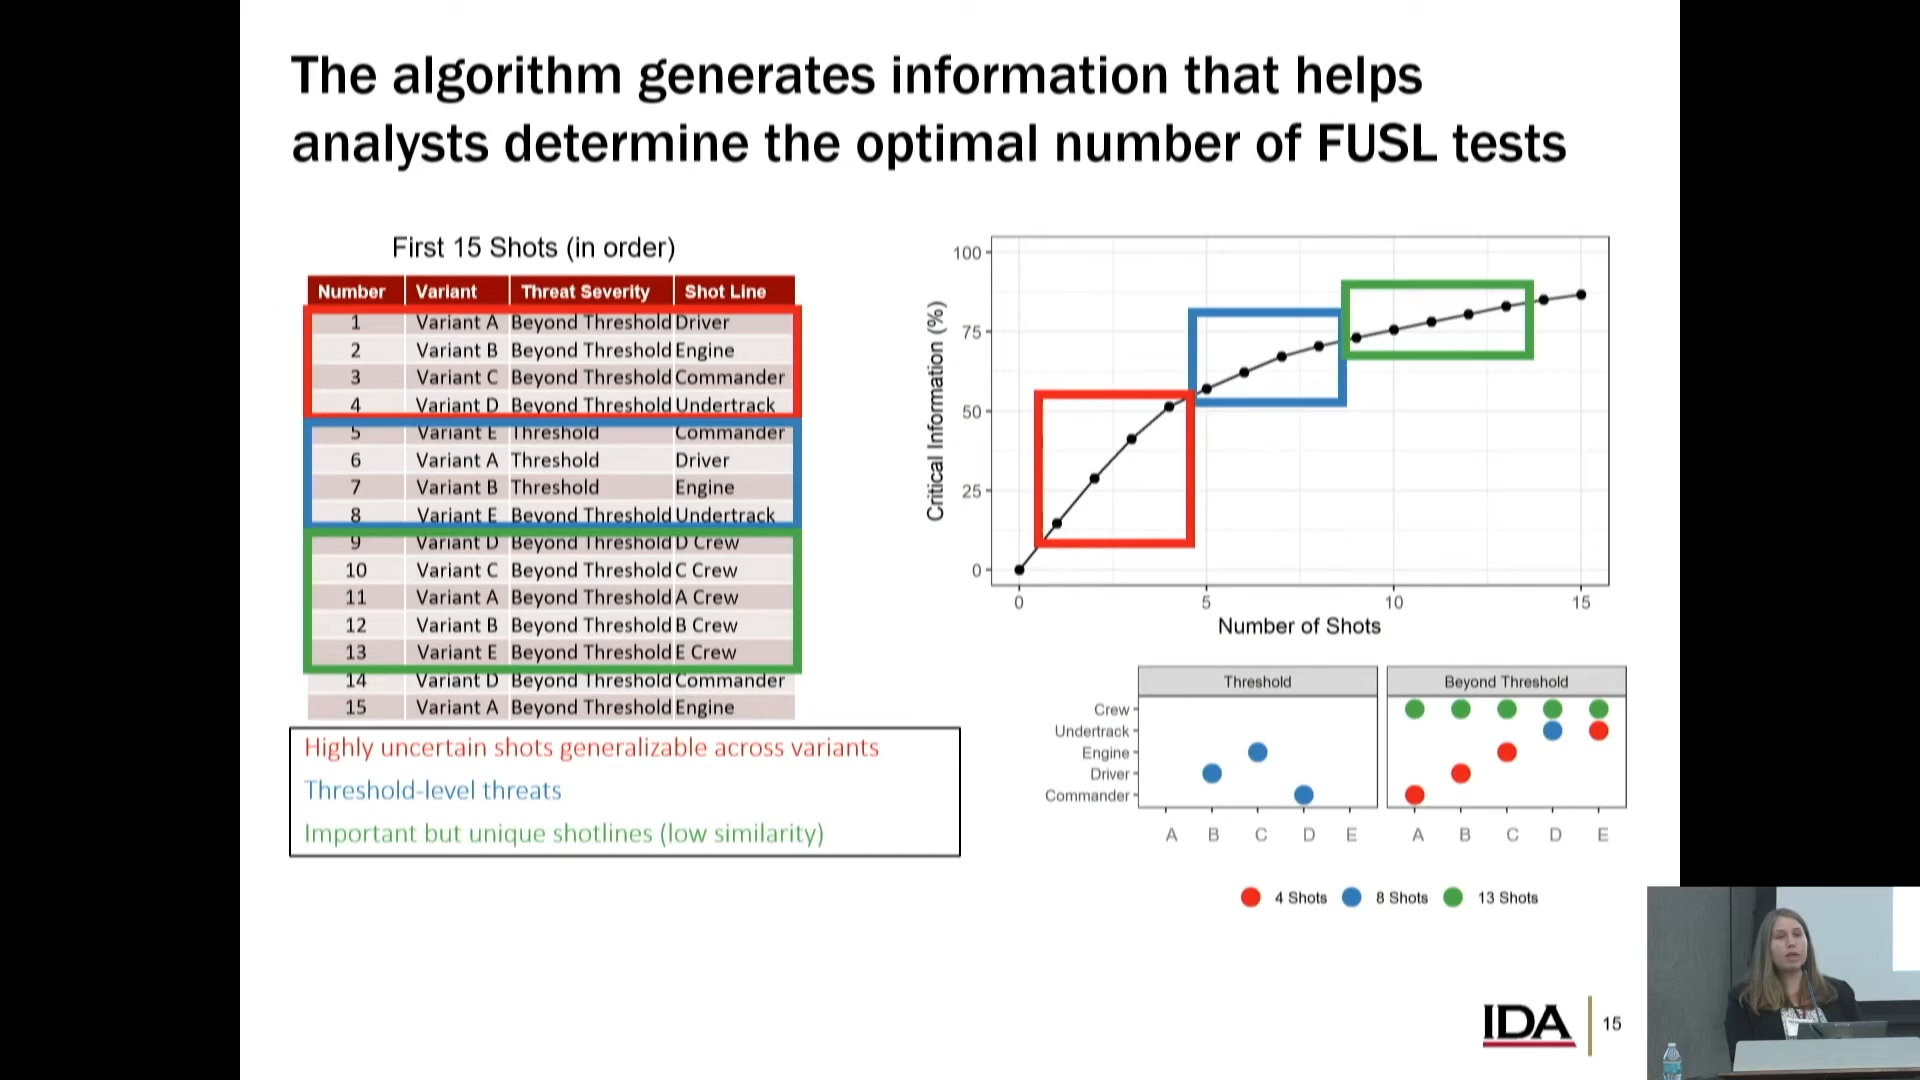 The algorithm generates information that helps
analysts determine the optimal number of FUSL tests
First 15 Shots (in order)
Number Variant Threat Severity Shot Line
1 Variant A Beyond Threshold Driver
2 Variant B Beyond Threshold Engine
3 Variant C Beyond Threshold Commander
4 Variant D Beyond Threshold Undertrack
5 Variant E Threshold Commander
6 Variant A Threshold Driver
7 Variant B Threshold Engine
8 Variant E Beyond Threshold Undertrack
9 Variant D Beyond Threshold D Crew
10 Variant C Beyond Threshold C Crew
11 Variant A Beyond Threshold A Crew
12 Variant B Beyond Threshold B Crew
13 Variant E Beyond Threshold E Crew
14 Variant D Beyond Threshold Commander
15 Variant A Beyond Threshold Engine
Highly uncertain shots generalizable across variants
Threshold-level threats
Important but unique shotlines (low similarity)
Critical Information (%)
100
75
50
25
0
0 5 10 15
Number of Shots
Threshold Beyond Threshold
Crew
Undertrack
Engine
Driver
Commander
A B C D E A B C D E
4 Shots 8 Shots 13 Shots
IDA 15